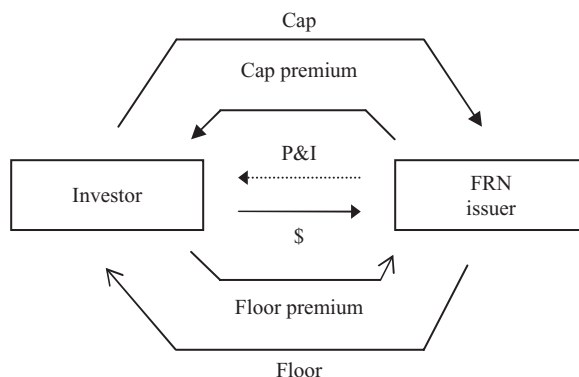 Cap
Cap premium
P&I
Investor
FRN
issuer
$
Floor premium
Floor